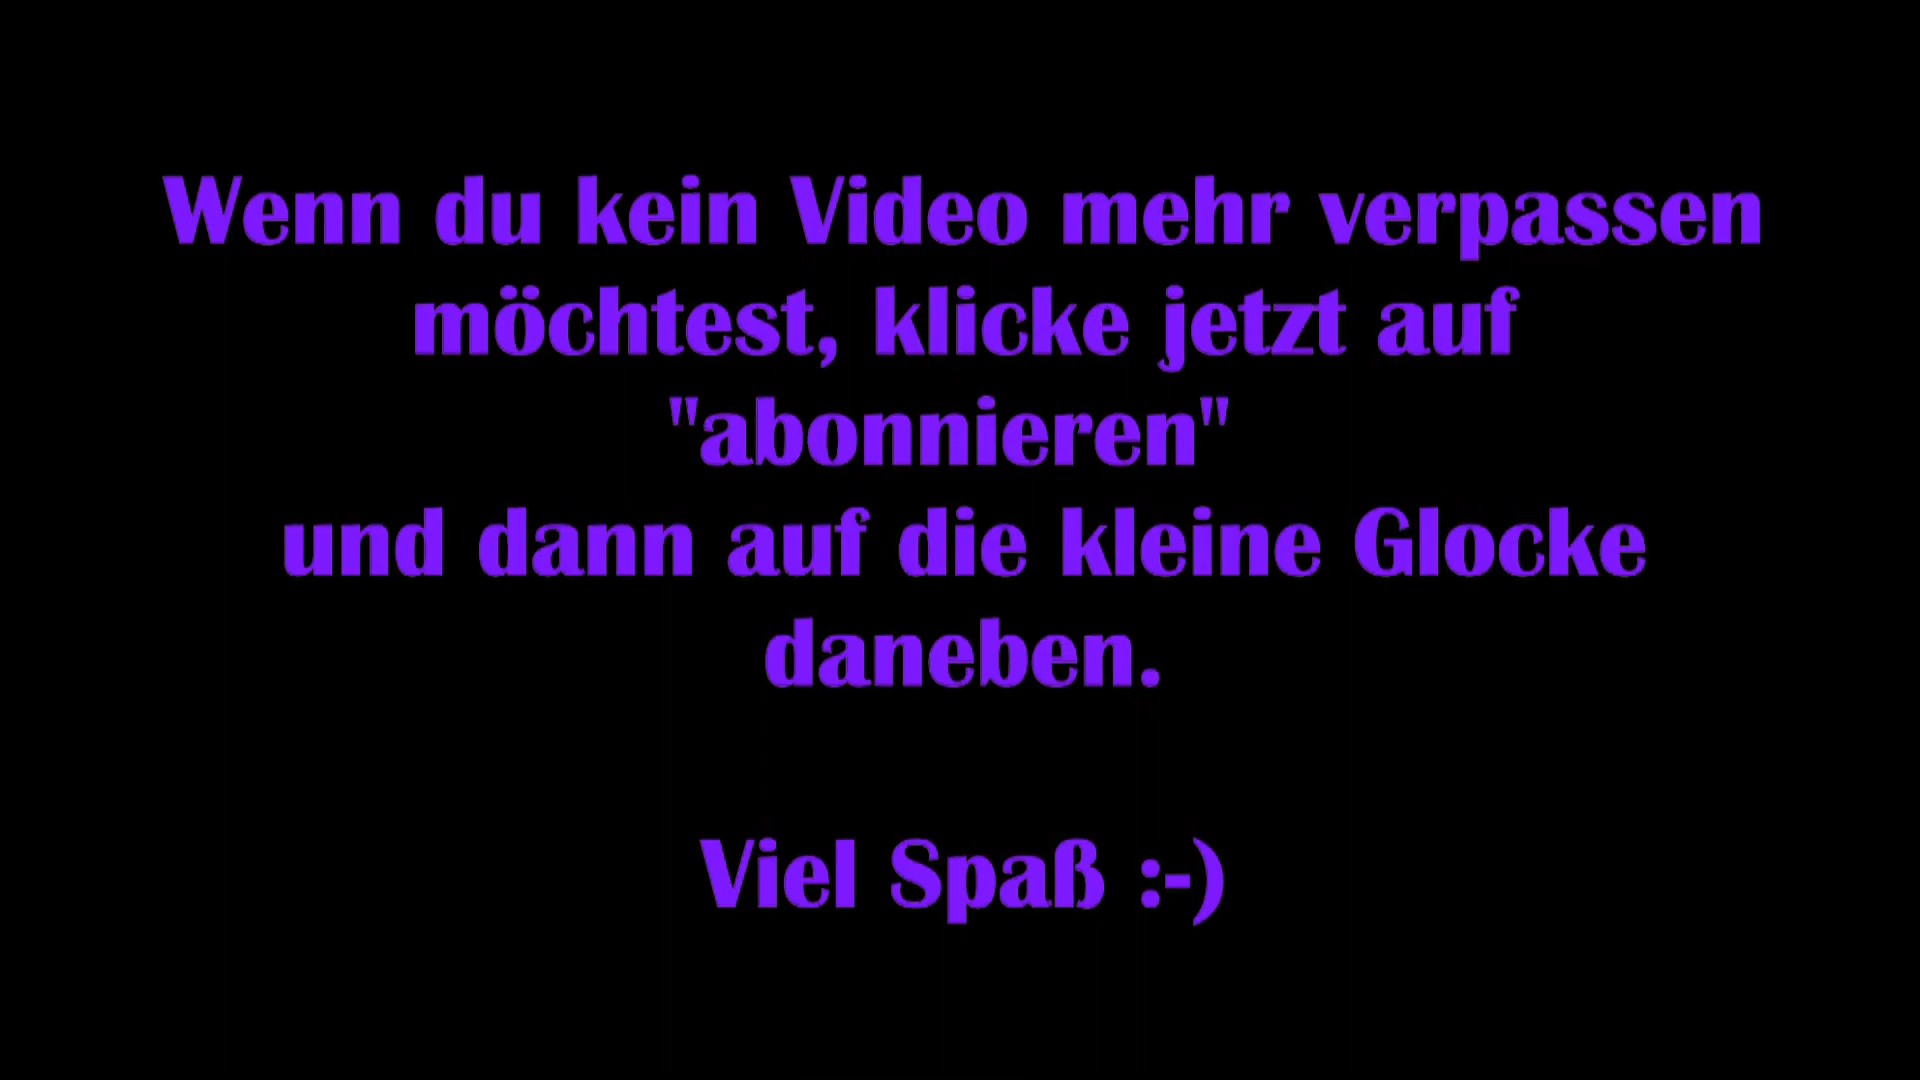 Wenn du kein Video mehr verpassen
möchtest, klicke jetzt auf
"abonnieren"
und dann auf die kleine Glocke
daneben.
Viel Spaß :-)